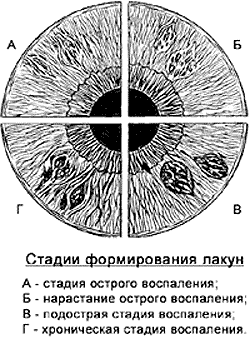 А
Б
Г
В
Стадии формирования лакун
А - стадия острого воспаления;
Б - нарастание острого воспаления;
В - подострая стадия воспаления;
Г - хроническая стадия воспаления.